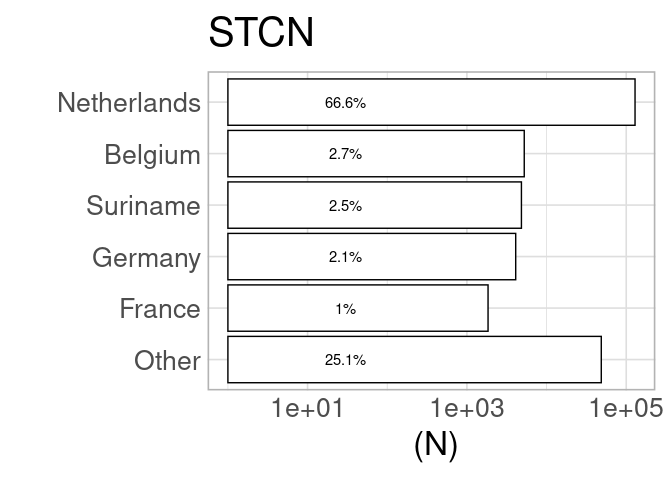 STCN
Netherlands 66.6%
Belgium 2.7%
Suriname 2.5%
Germany 2.1%
France 1%
Other 25.1%
1e+01 1e+03 1e+05
(N)